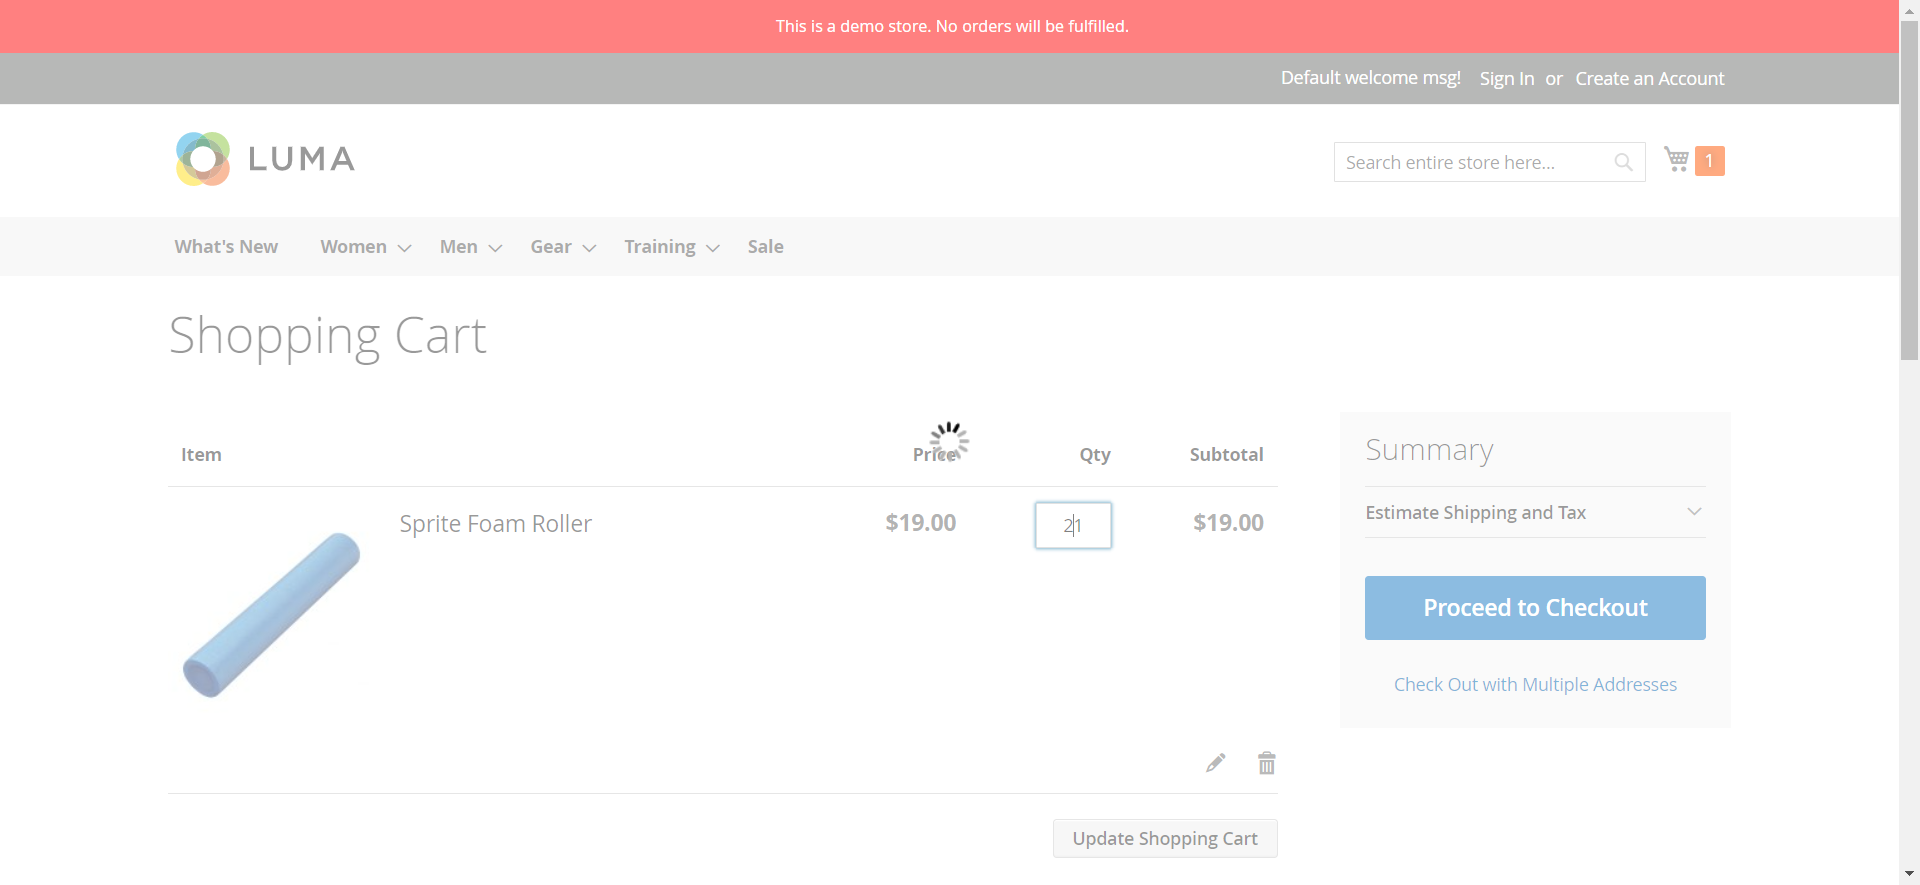 This is a demo store. No orders will be fulfilled.
Default welcome msg! Sign In or Create an Account
LUMA
Search entire store here...
1
What's New Women Men Gear Training Sale
Shopping Cart
Item Price Qty Subtotal
Sprite Foam Roller $19.00 21 $19.00
Update Shopping Cart
Summary
Estimate Shipping and Tax
Proceed to Checkout
Check Out with Multiple Addresses